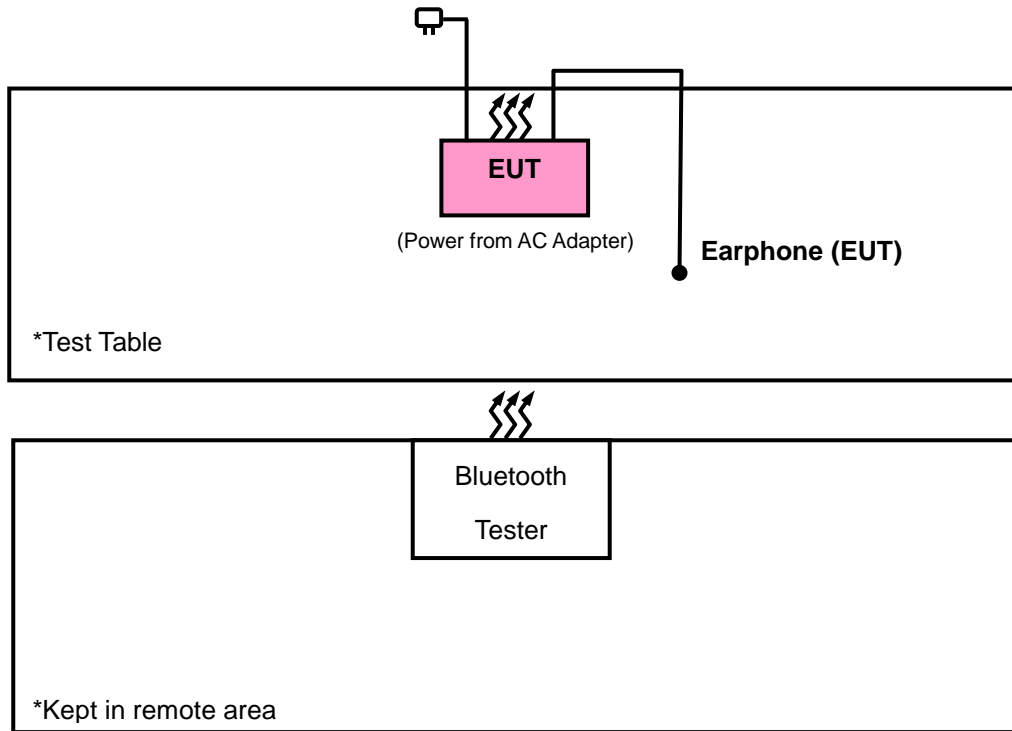 EUT
(Power from AC Adapter)
Earphone (EUT)
*Test Table
Bluetooth
Tester
*Kept in remote area